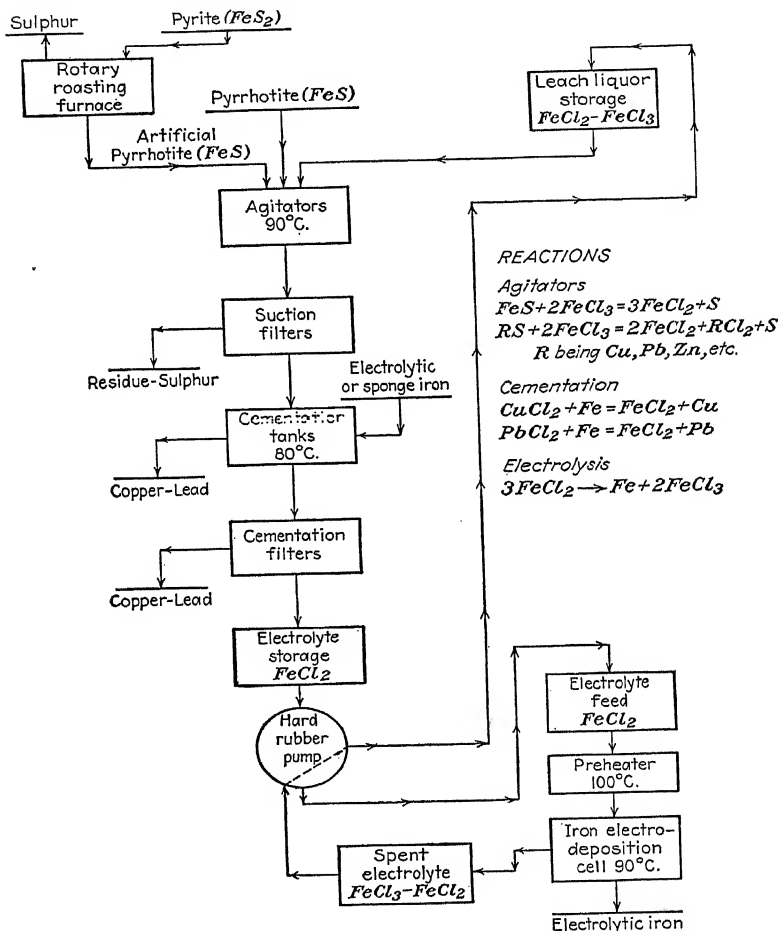 Sulphur
Pyrite (FeS₂)
Rotary
roasting
furnace
Pyrrhotite (FeS)
Artificial
Pyrrhotite (FeS)
Leach liquor
storage
FeCl₂-FeCl₃
Agitators
90°C.
Suction
filters
Residue-Sulphur
Electrolytic
or sponge iron
Cementation
tanks
80°C.
Copper-Lead
Cementation
filters
Copper-Lead
Electrolyte
storage
FeCl₂
Hard
rubber
pump
REACTIONS
Agitators
FeS+2FeCl₃=3FeCl₂+S
RS+2FeCl₃=2FeCl₂+RCl₂+S
R being Cu, Pb, Zn, etc.
Cementation
CuCl₂+Fe=FeCl₂+Cu
PbCl₂+Fe=FeCl₂+Pb
Electrolysis
3FeCl₂→Fe+2FeCl₃
Electrolyte
feed
FeCl₂
Preheater
100°C.
Iron electro-
deposition
cell 90°C.
Spent
electrolyte
FeCl₃-FeCl₂
Electrolytic iron